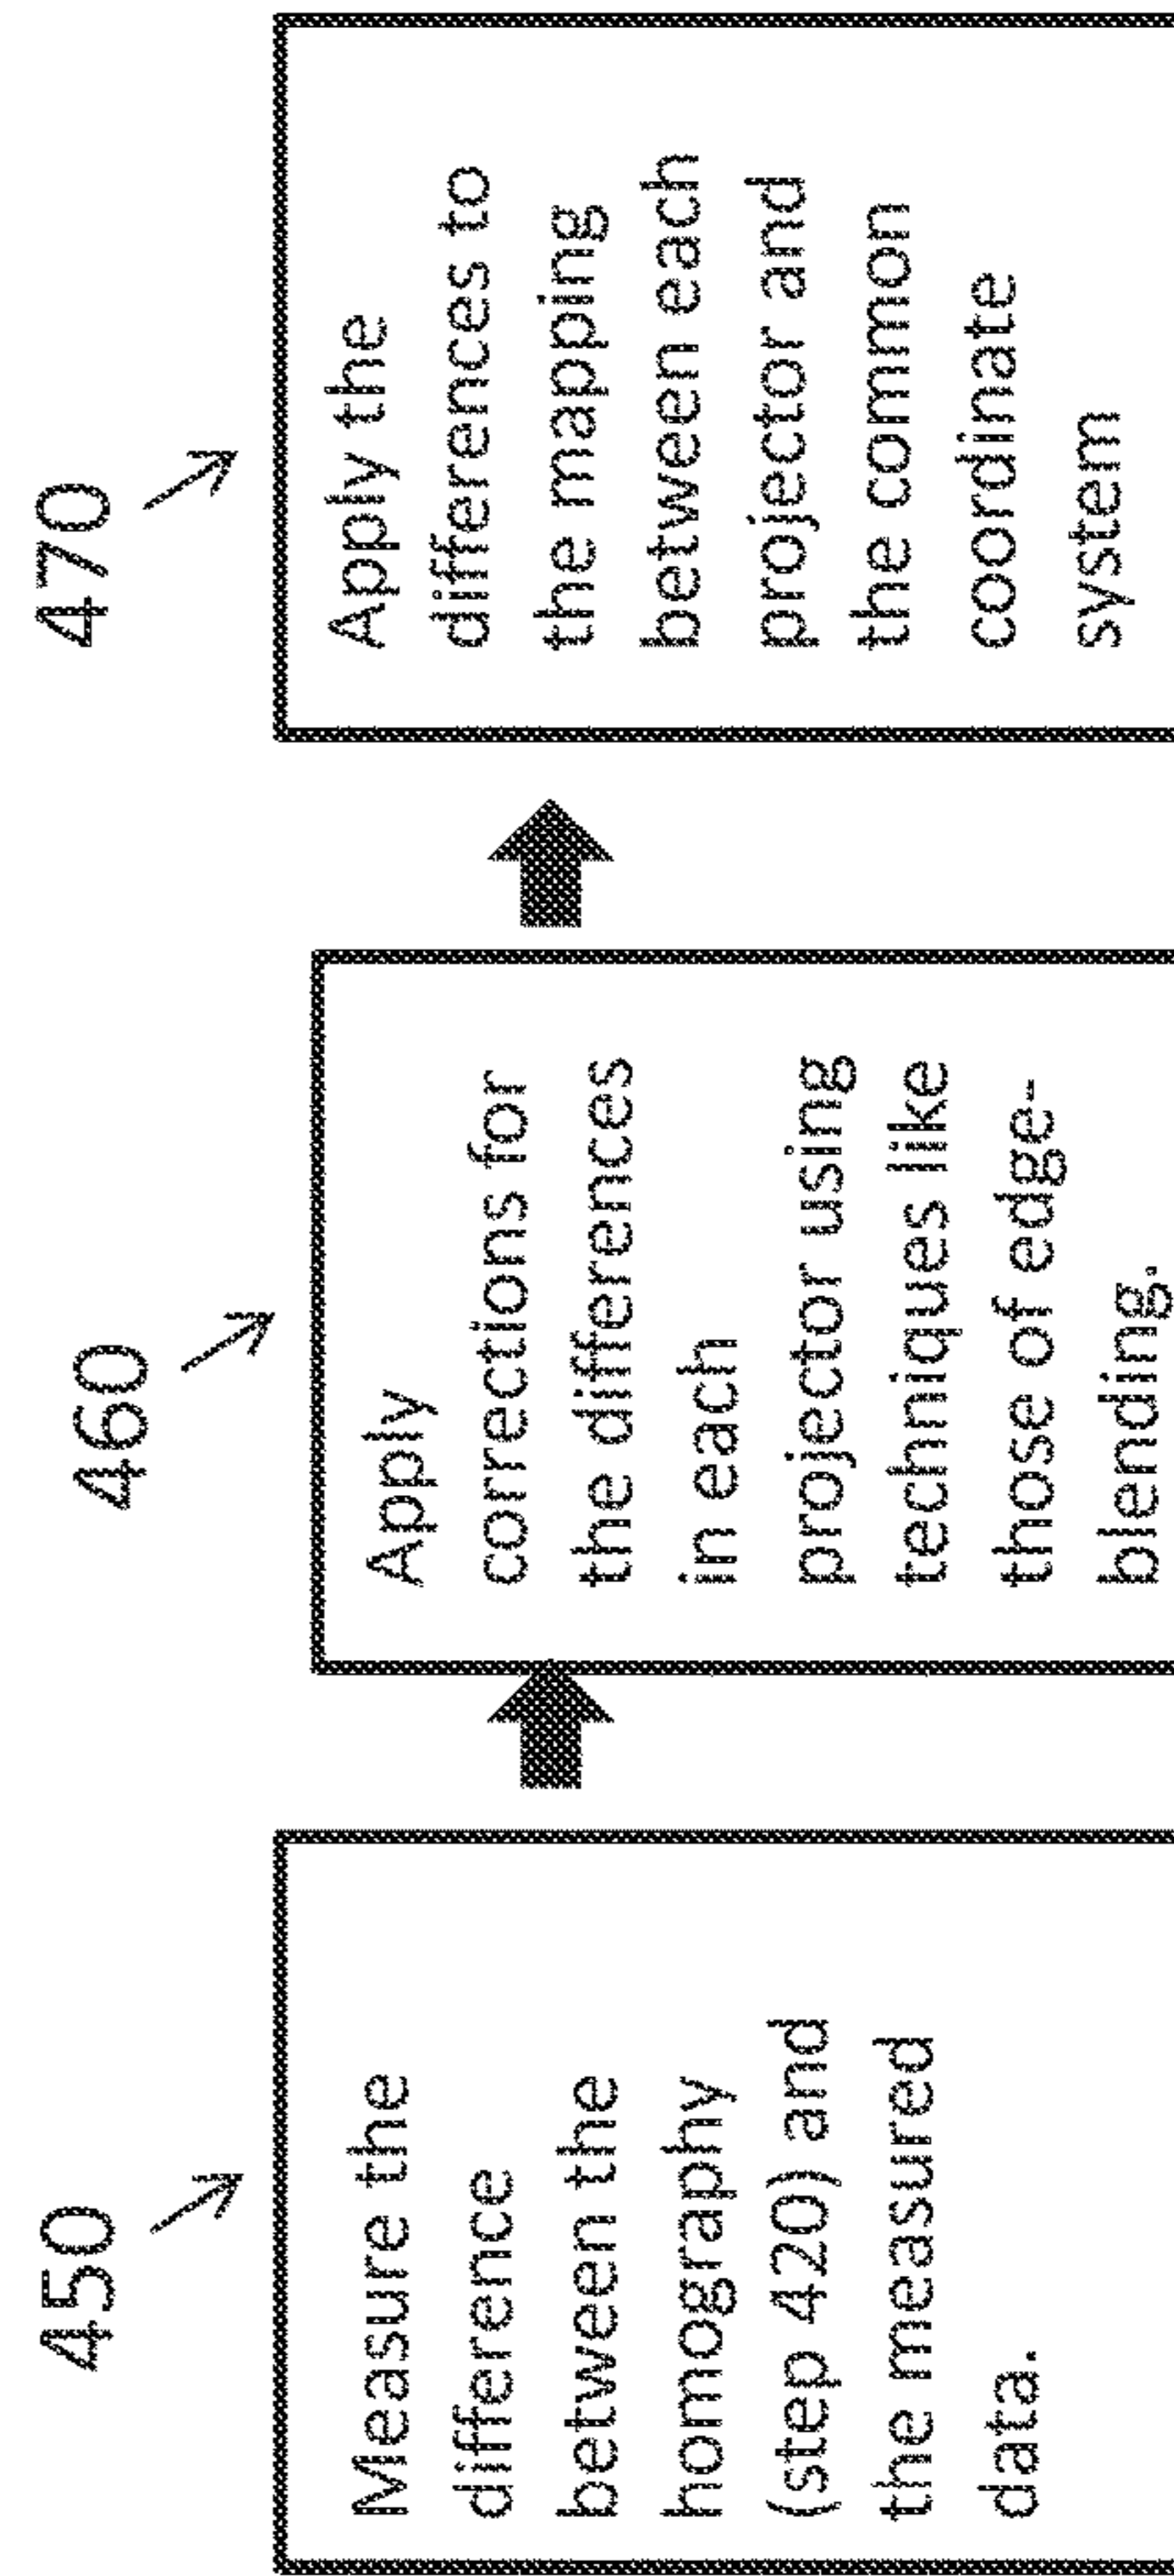 450
Measure the
difference
between the
homography
(step 420) and
the measured
data.
460
Apply
corrections for
the differences
in each
projector using
techniques like
those of edge-
blending.
470
Apply the
differences to
the mapping
between each
projector and
the common
coordinate
system